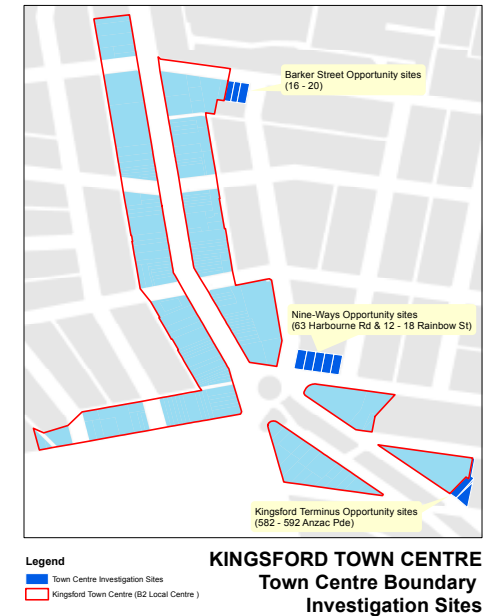 Barker Street Opportunity sites
(16 - 20)
Nine-Ways Opportunity sites
(63 Harbourne Rd & 12 - 18 Rainbow St)
Kingsford Terminus Opportunity sites
(582 - 592 Anzac Pde)
Legend
Town Centre Investigation Sites
Kingsford Town Centre (B2 Local Centre )
KINGSFORD TOWN CENTRE
Town Centre Boundary
Investigation Sites